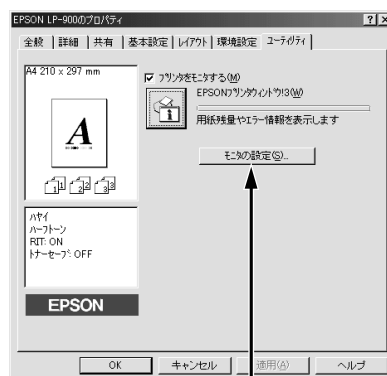 EPSON LP-900のプロパティ
全般 詳細 共有 基本設定 レイアウト 環境設定 ユーティリティ
A4 210 x 297 mm
A
1 1 2 2 3 3
ハヤイ
ハーフトーン
RIT: ON
トナーセーブ: OFF
EPSON
プリンタをモニタする(M)
EPSONプリンタウィンドウ!3(W)
用紙残量やエラー情報を表示します
モニタの設定(S)...
OK キャンセル 適用(A) ヘルプ